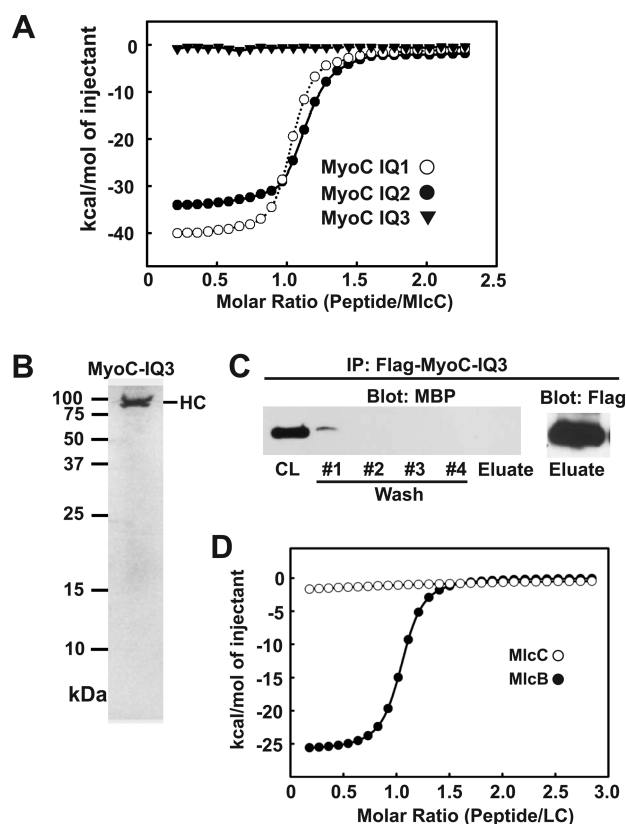 A
kcal/mol of injectant
0
-10
-20
-30
-40
MyoC IQ1
MyoC IQ2
MyoC IQ3
0 0.5 1.0 1.5 2.0 2.5
Molar Ratio (Peptide/MlcC)
B
MyoC-IQ3
100
75
50
37
25
15
10
kDa
HC
C
IP: Flag-MyoC-IQ3
Blot: MBP Blot: Flag
CL #1 #2 #3 #4 Eluate Eluate
Wash
D
kcal/mol of injectant
0
-5
-10
-15
-20
-25
MlcC
MlcB
0 0.5 1.0 1.5 2.0 2.5 3.0
Molar Ratio (Peptide/LC)